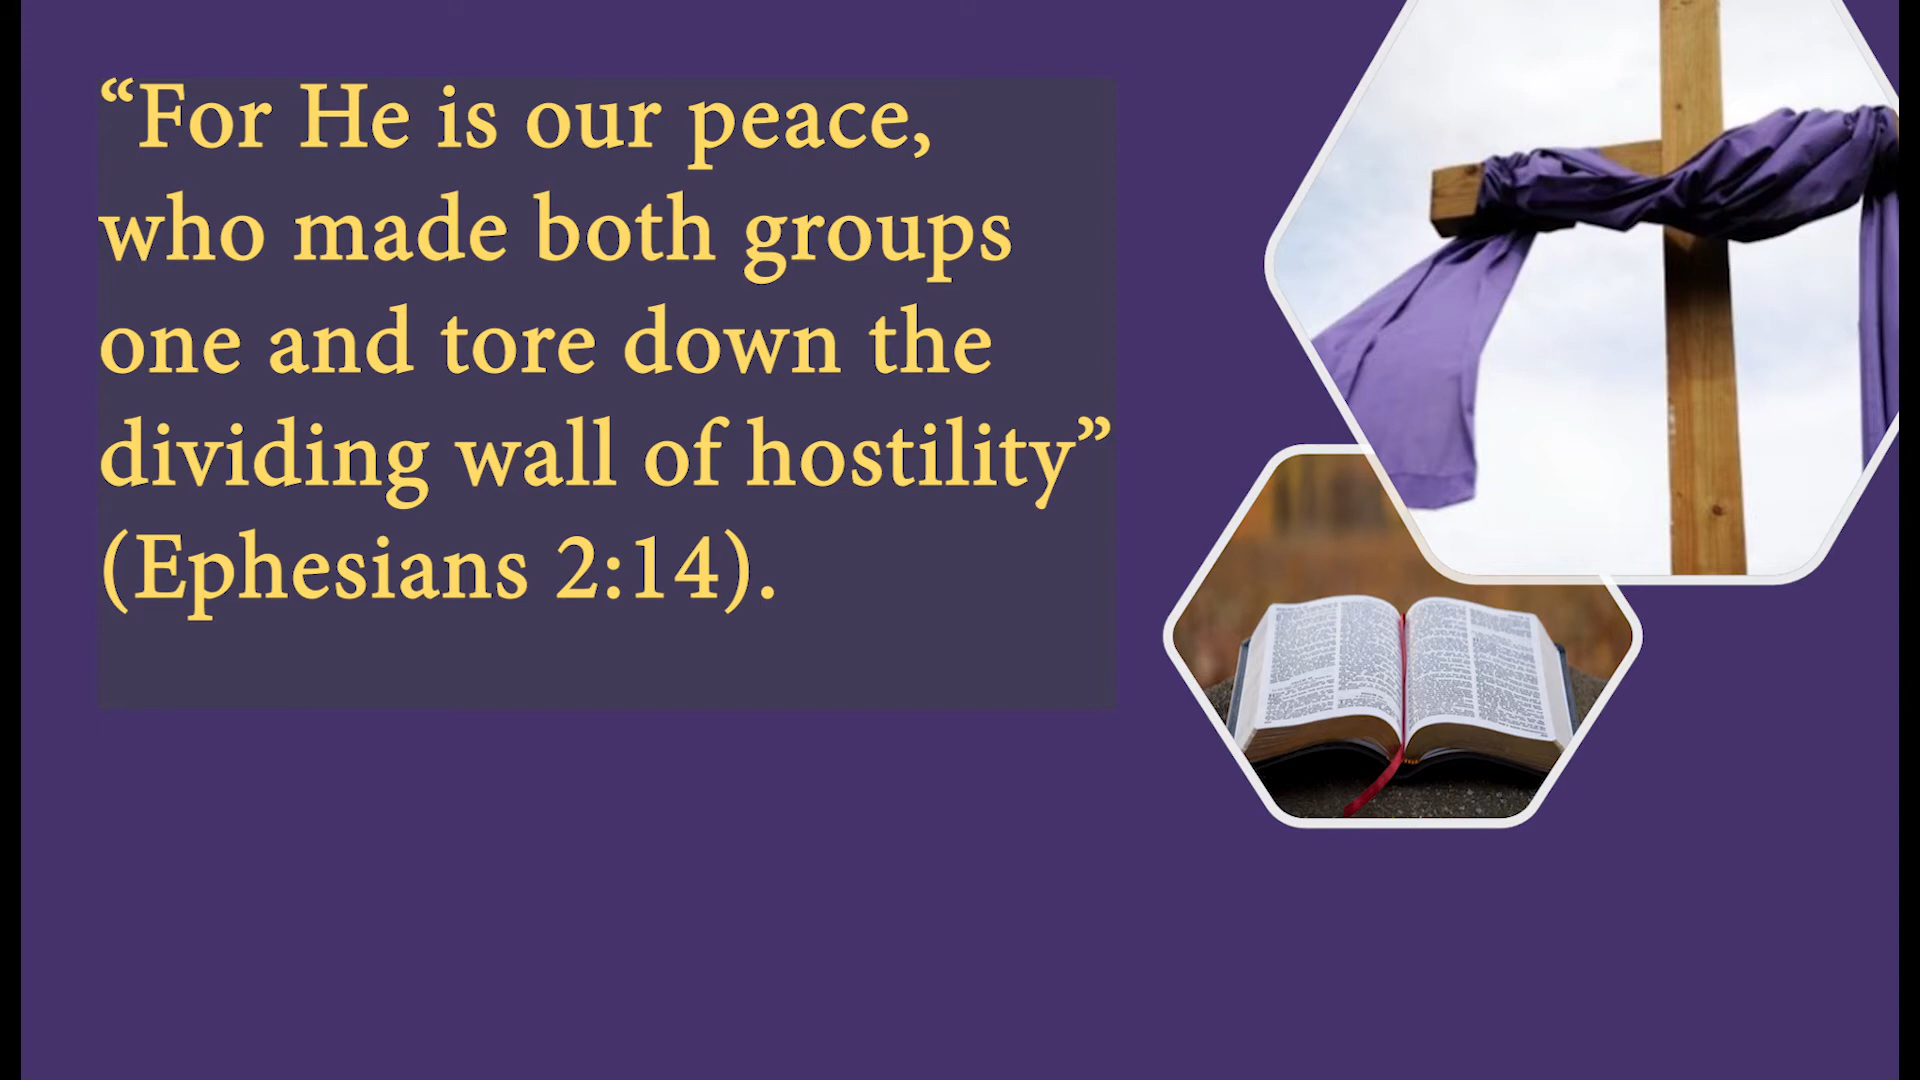 “For He is our peace,
who made both groups
one and tore down the
dividing wall of hostility”
(Ephesians 2:14).